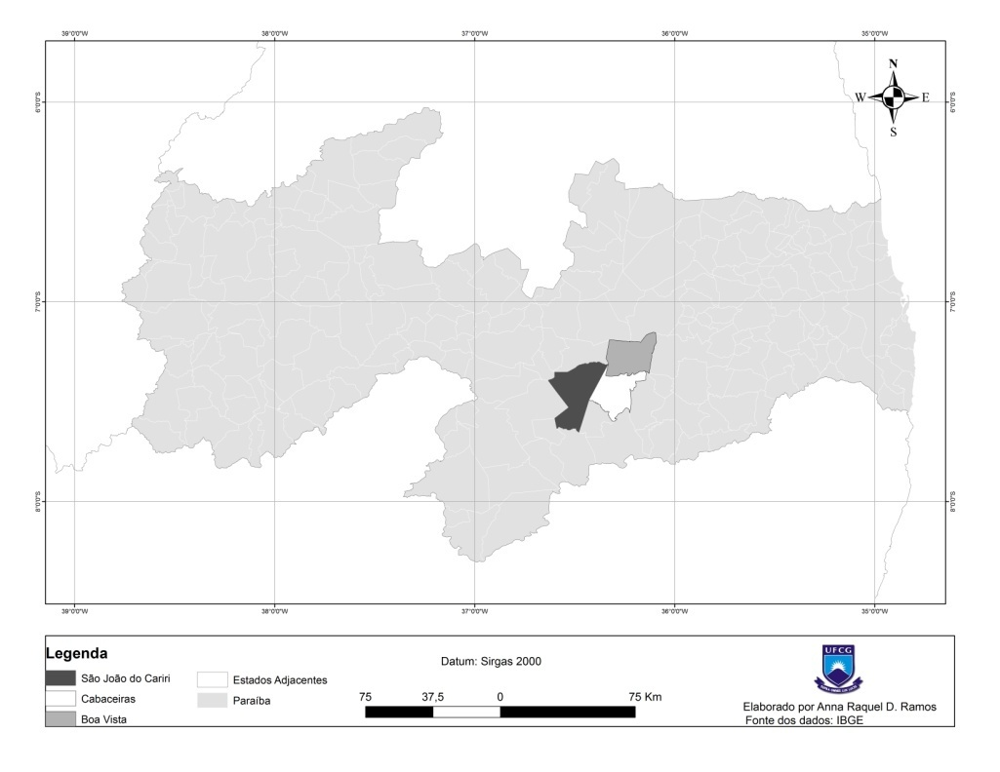 39°0'0"W 38°0'0"W 37°0'0"W 36°0'0"W 35°0'0"W
N
W E
S
6°0'0"S 6°0'0"S
7°0'0"S 7°0'0"S
8°0'0"S 8°0'0"S
39°0'0"W 38°0'0"W 37°0'0"W 36°0'0"W 35°0'0"W
Legenda
São João do Cariri
Cabaceiras
Boa Vista
Estados Adjacentes
Paraíba
Datum: Sirgas 2000
75 37,5 0 75 Km
UFCG
Elaborado por Anna Raquel D. Ramos
Fonte dos dados: IBGE